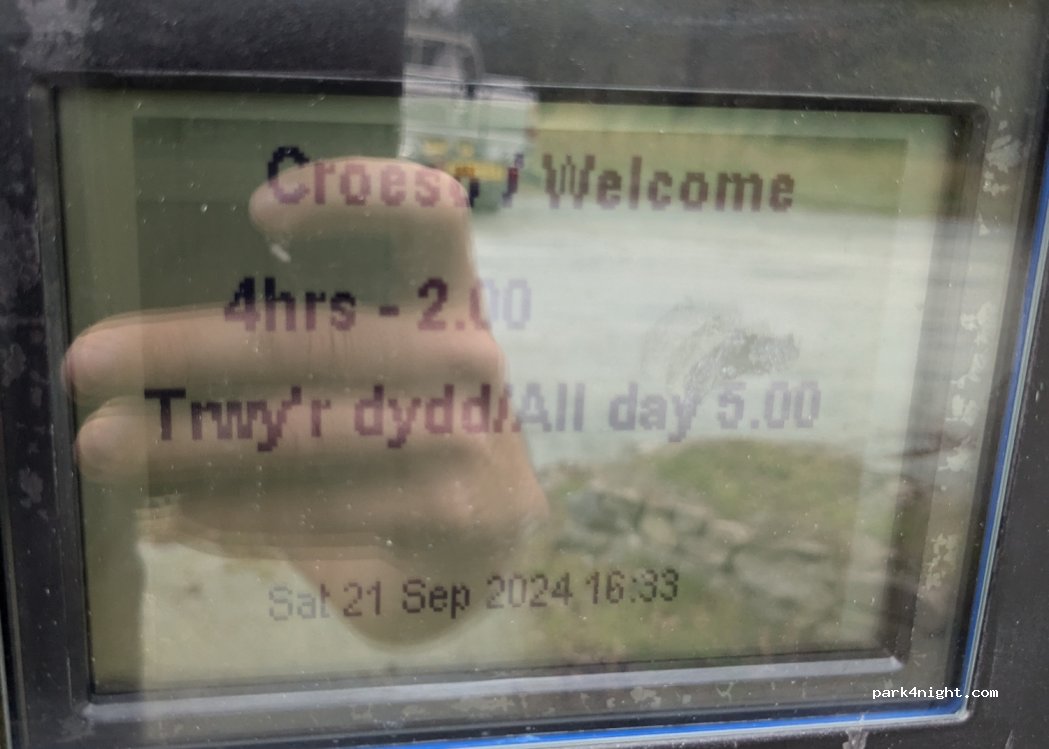 Croeso / Welcome
4hrs - 2.00
Trwy'r dydd/All day 5.00
Sat 21 Sep 2024 16:33
park4night.com